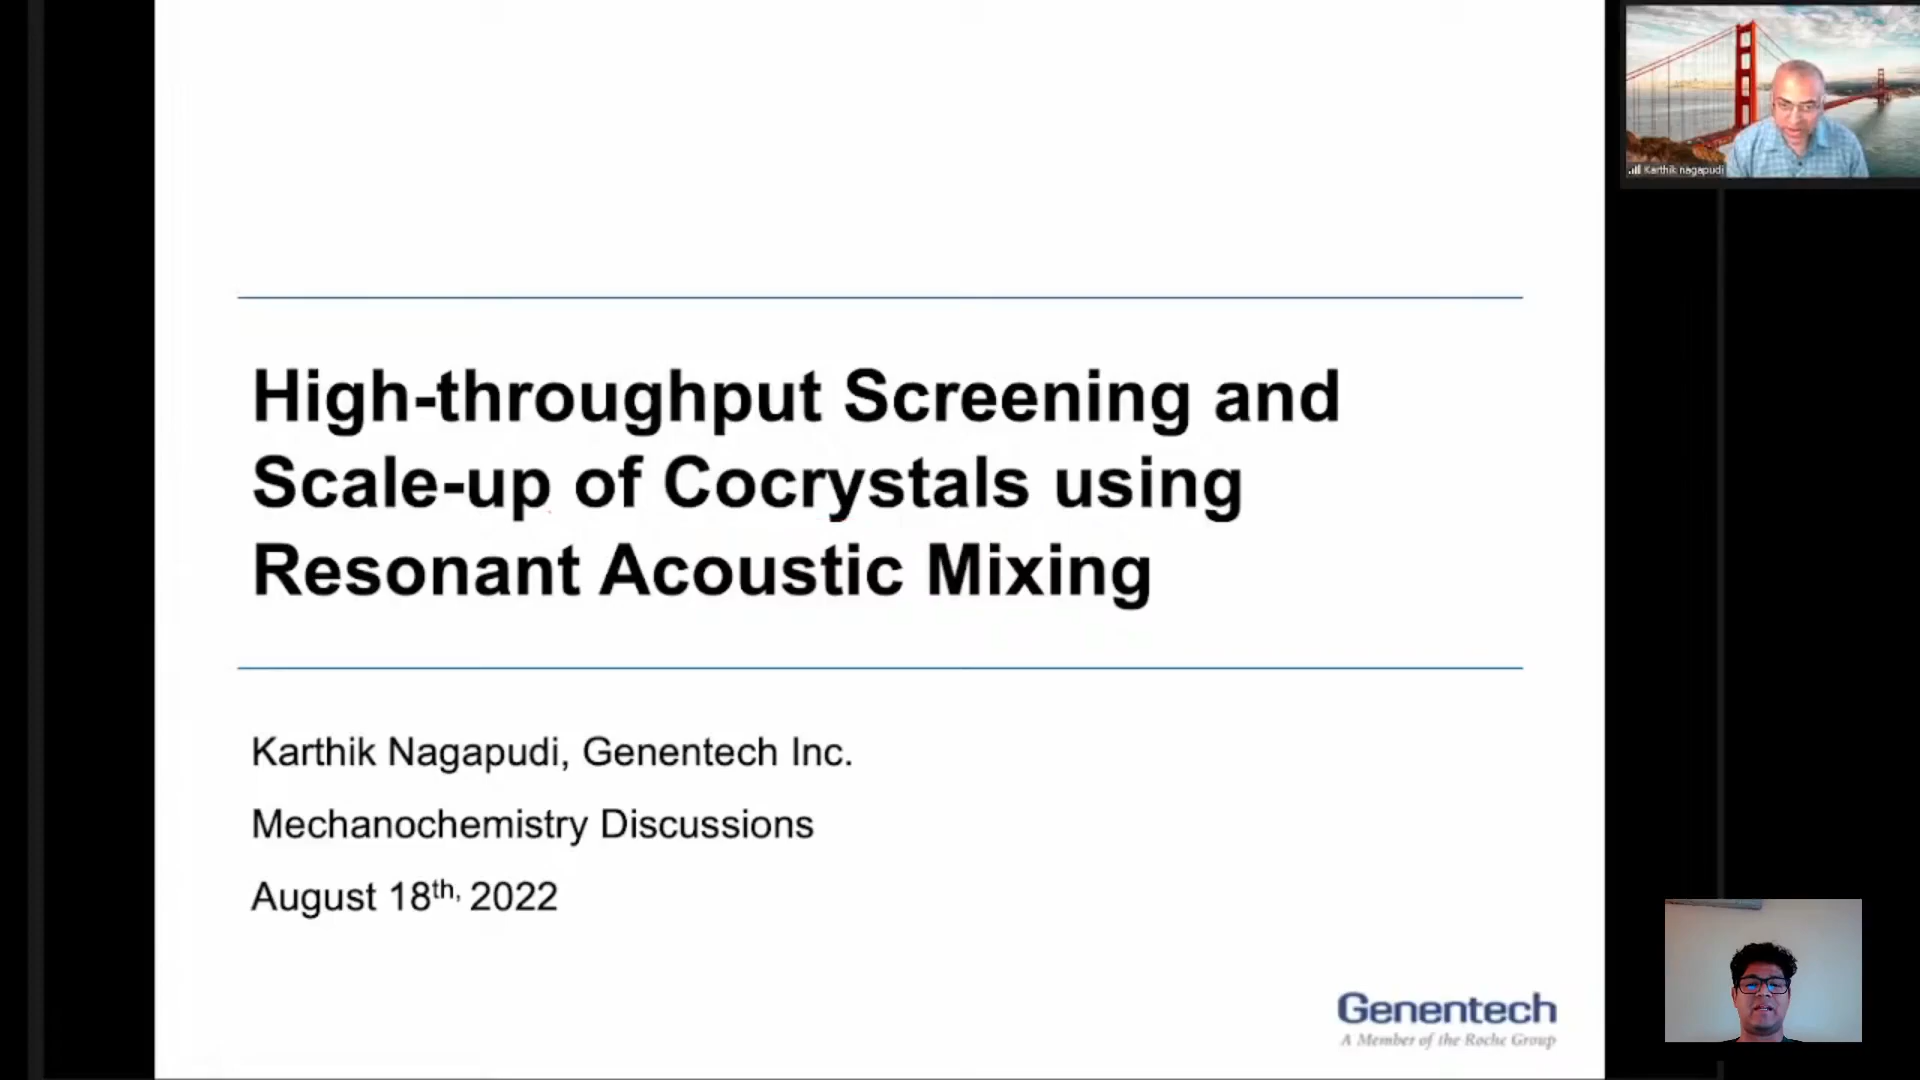 Karthik nagapudi
High-throughput Screening and
Scale-up of Cocrystals using
Resonant Acoustic Mixing
Karthik Nagapudi, Genentech Inc.
Mechanochemistry Discussions
August 18th, 2022
Genentech
A Member of the Roche Group